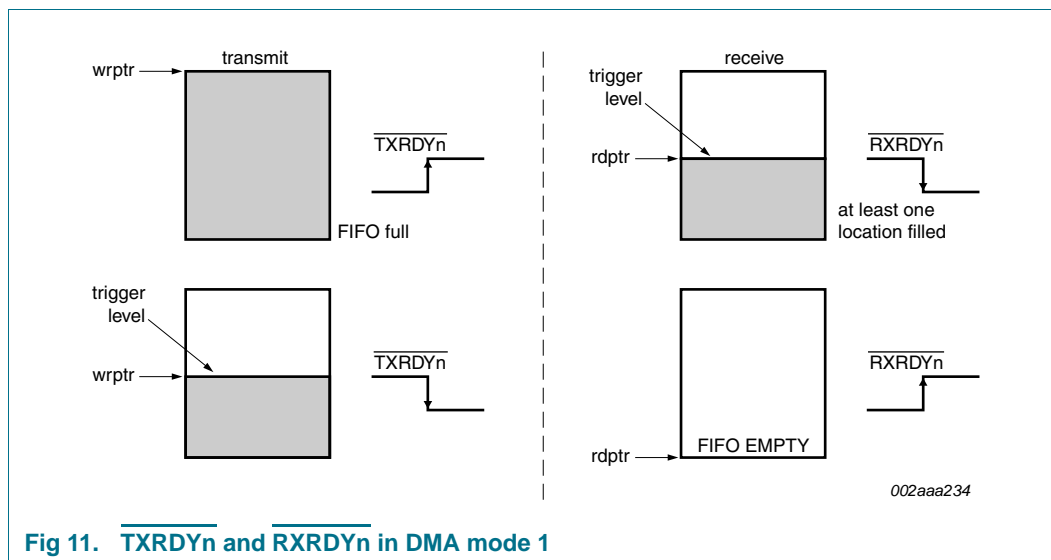 transmit
wrptr
TXRDYn
FIFO full
trigger
level
wrptr
TXRDYn
receive
trigger
level
rdptr
RXRDYn
at least one
location filled
RXRDYn
FIFO EMPTY
rdptr
002aaa234
Fig 11. TXRDYn and RXRDYn in DMA mode 1